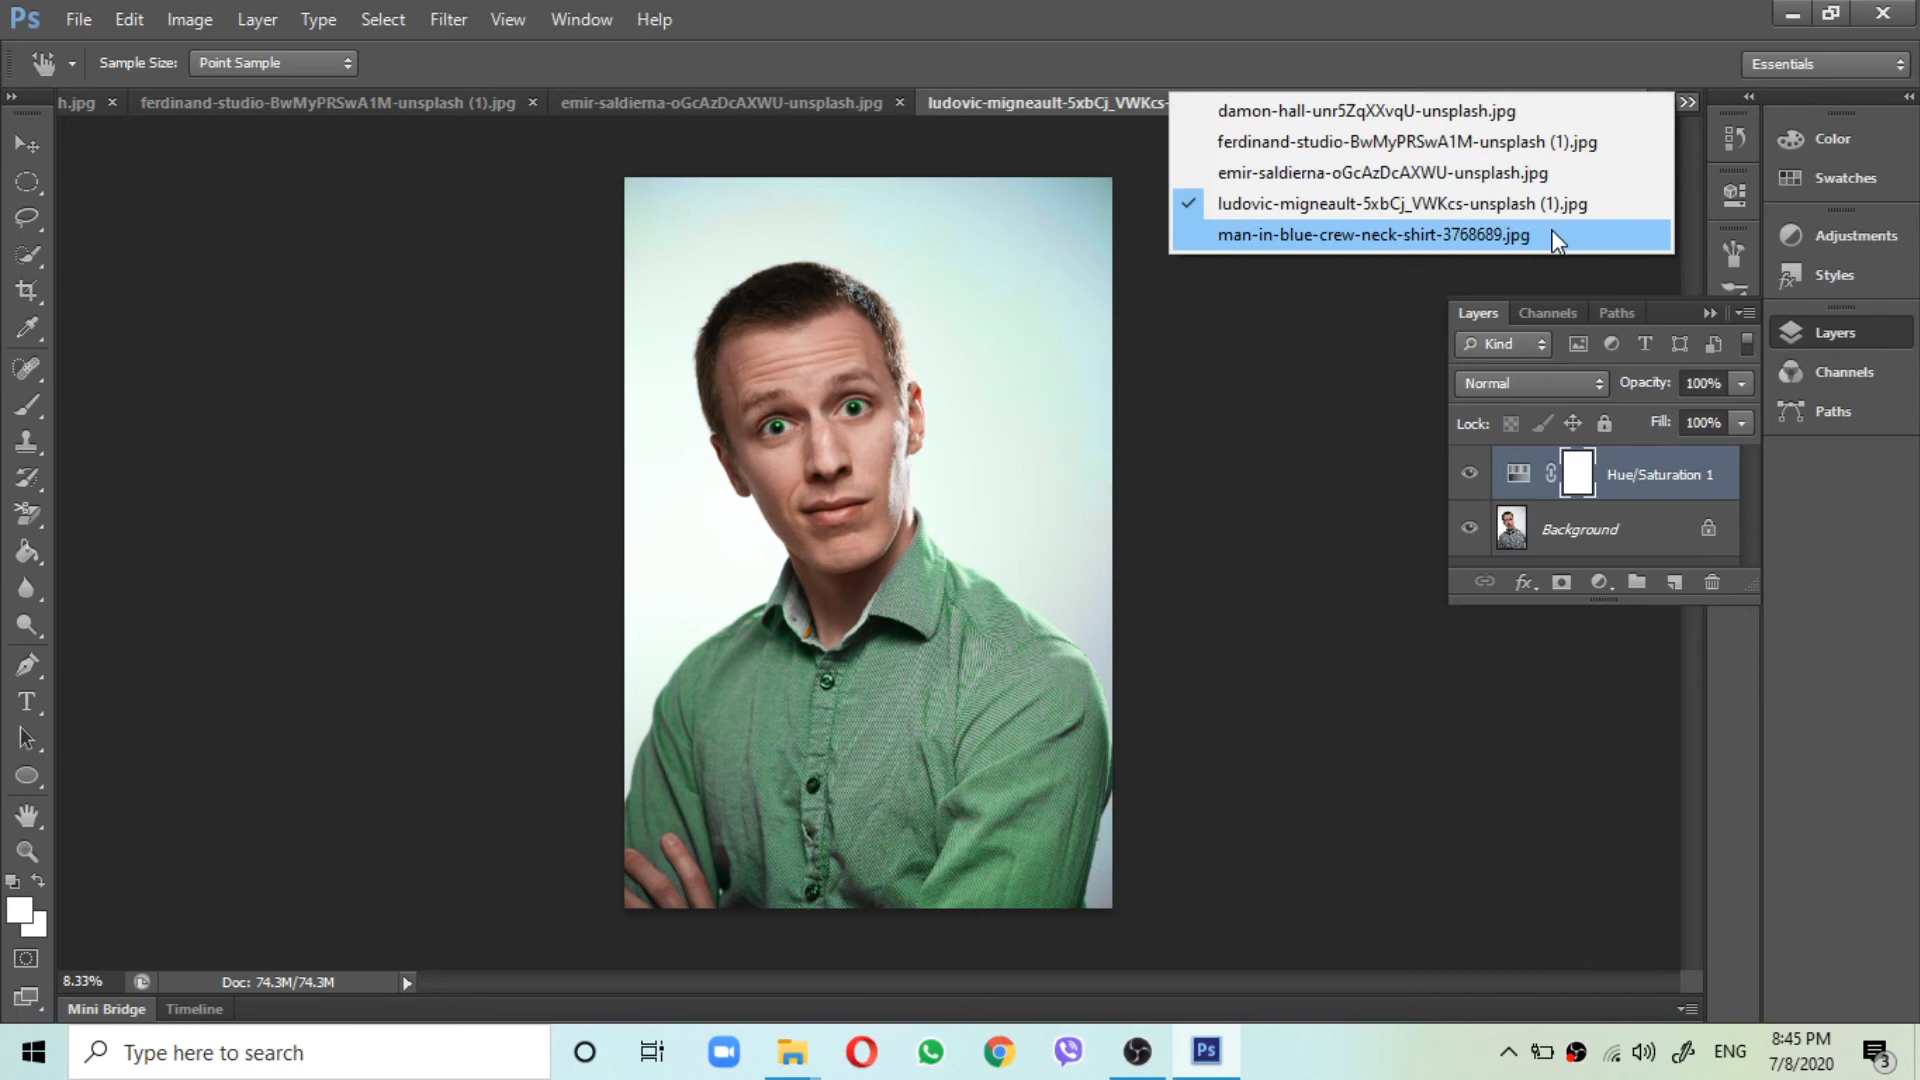 Ps File Edit Image Layer Type Select Filter View Window Help
Sample Size: Point Sample Essentials
h.jpg × ferdinand-studio-BwMyPRSwA1M-unsplash (1).jpg × emir-saldierna-oGcAzDcAXWU-unsplash.jpg × ludovic-migneault-5xbCj_VWKcs-
damon-hall-unr5ZqXXvqU-unsplash.jpg
ferdinand-studio-BwMyPRSwA1M-unsplash (1).jpg
emir-saldierna-oGcAzDcAXWU-unsplash.jpg
ludovic-migneault-5xbCj_VWKcs-unsplash (1).jpg
man-in-blue-crew-neck-shirt-3768689.jpg
Color
Swatches
Adjustments
Styles
Layers
Channels
Paths
Layers Channels Paths
Kind
Normal Opacity: 100%
Lock: Fill: 100%
Hue/Saturation 1
Background
8.33% Doc: 74.3M/74.3M
Mini Bridge Timeline
Type here to search
Ps
ENG
8:45 PM
7/8/2020
3